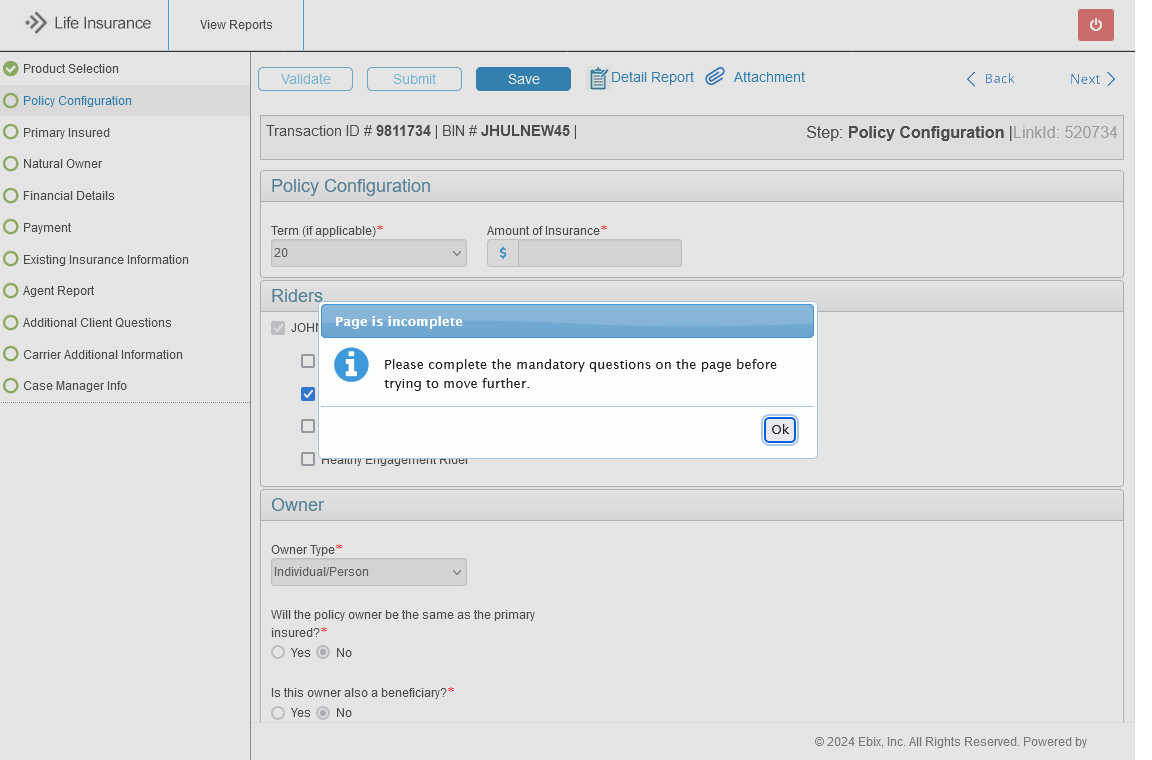 Life Insurance
View Reports
Product Selection
Policy Configuration
Primary Insured
Natural Owner
Financial Details
Payment
Existing Insurance Information
Agent Report
Additional Client Questions
Carrier Additional Information
Case Manager Info
Validate
Submit
Save
Detail Report
Attachment
Back
Next
Transaction ID # 9811734 | BIN # JHULNEW45 |
Step: Policy Configuration |LinkId: 520734
Policy Configuration
Term (if applicable)*
Amount of Insurance*
20
$
Riders
JOHN
Page is incomplete
Please complete the mandatory questions on the page before
trying to move further.
Ok
Healthy Engagement Rider
Owner
Owner Type*
Individual/Person
Will the policy owner be the same as the primary
insured?*
Yes No
Is this owner also a beneficiary?*
Yes No
© 2024 Ebix, Inc. All Rights Reserved. Powered by